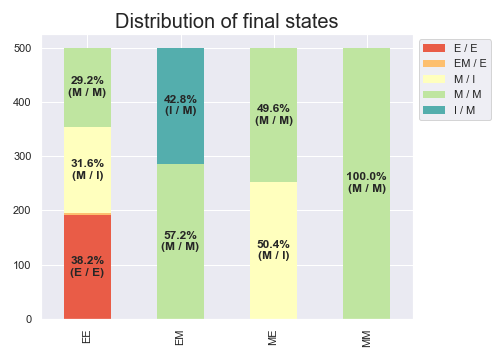 Distribution of final states
500
400
300
200
100
0
29.2%
(M / M)
31.6%
(M / I)
38.2%
(E / E)
42.8%
(I / M)
57.2%
(M / M)
49.6%
(M / M)
50.4%
(M / I)
100.0%
(M / M)
EE
EM
ME
MM
E / E
EM / E
M / I
M / M
I / M